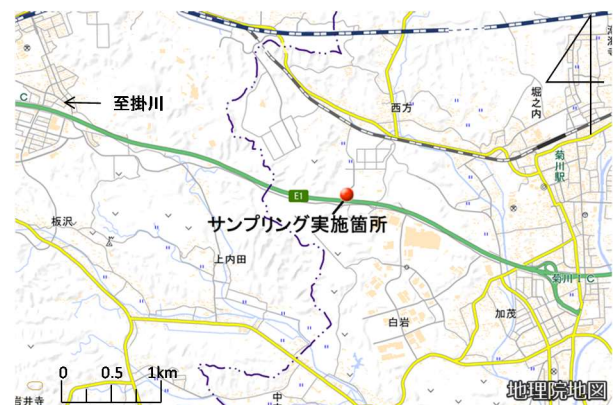 堀之内
西方
C
至掛川
菊川駅
E1
サンプリング実施箇所
板沢
上内田
菊川IC
加茂
白岩
0 0.5 1km
地理院地図